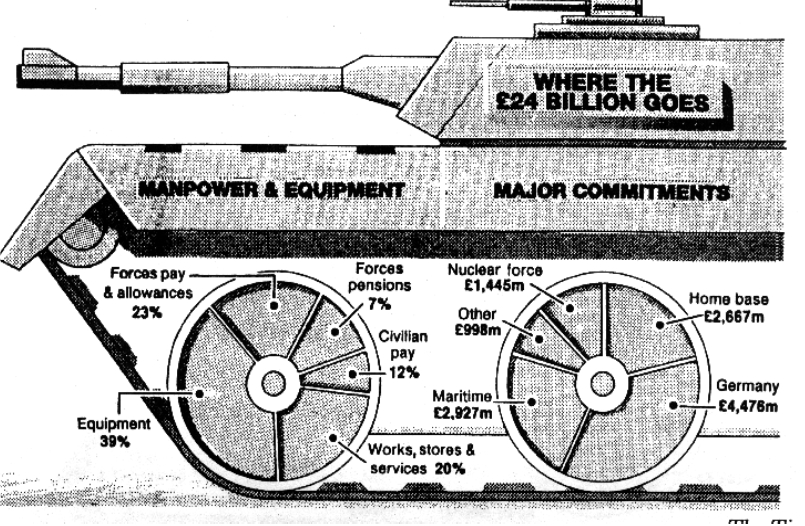 WHERE THE
£24 BILLION GOES
MANPOWER & EQUIPMENT
MAJOR COMMITMENTS
Forces pay
& allowances
23%
Forces
pensions
7%
Civilian
pay
12%
Equipment
39%
Works, stores &
services 20%
Nuclear force
£1,445m
Other
£998m
Maritime
£2,927m
Home base
£2,667m
Germany
£4,476m